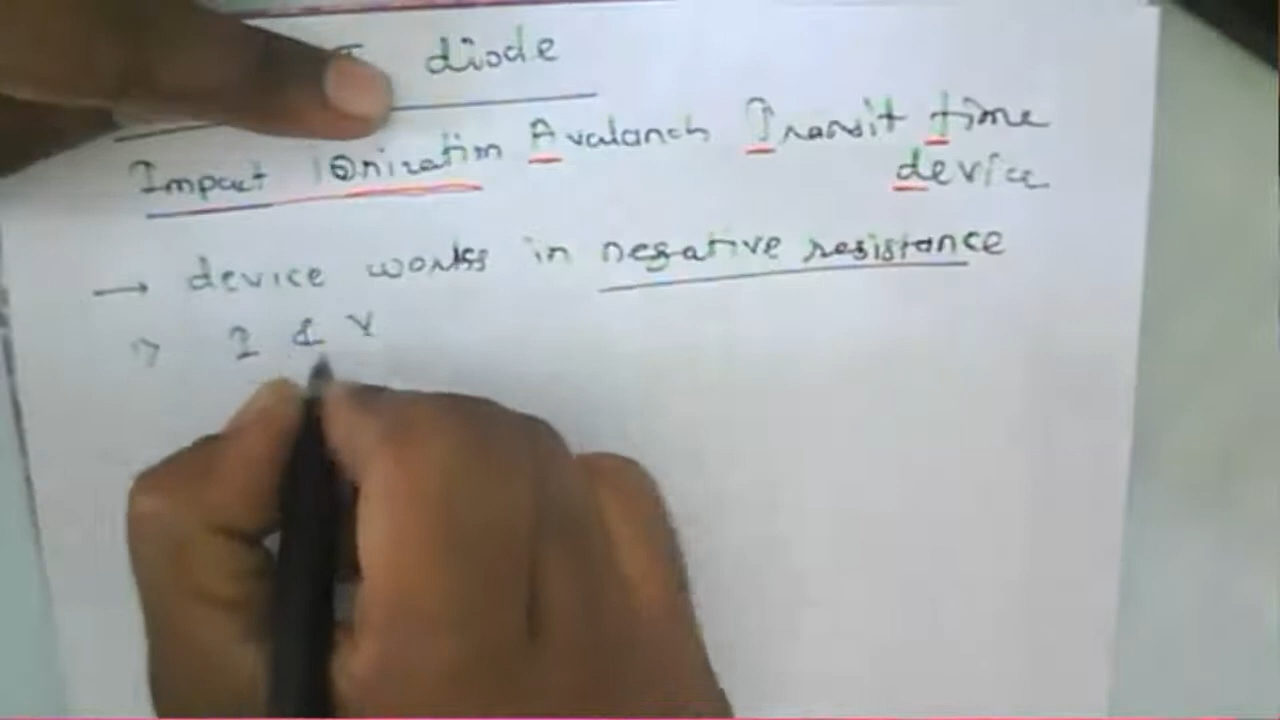 diode
Impact Ionization Avalanch Transit time
device
→ device works in negative resistance
I & V